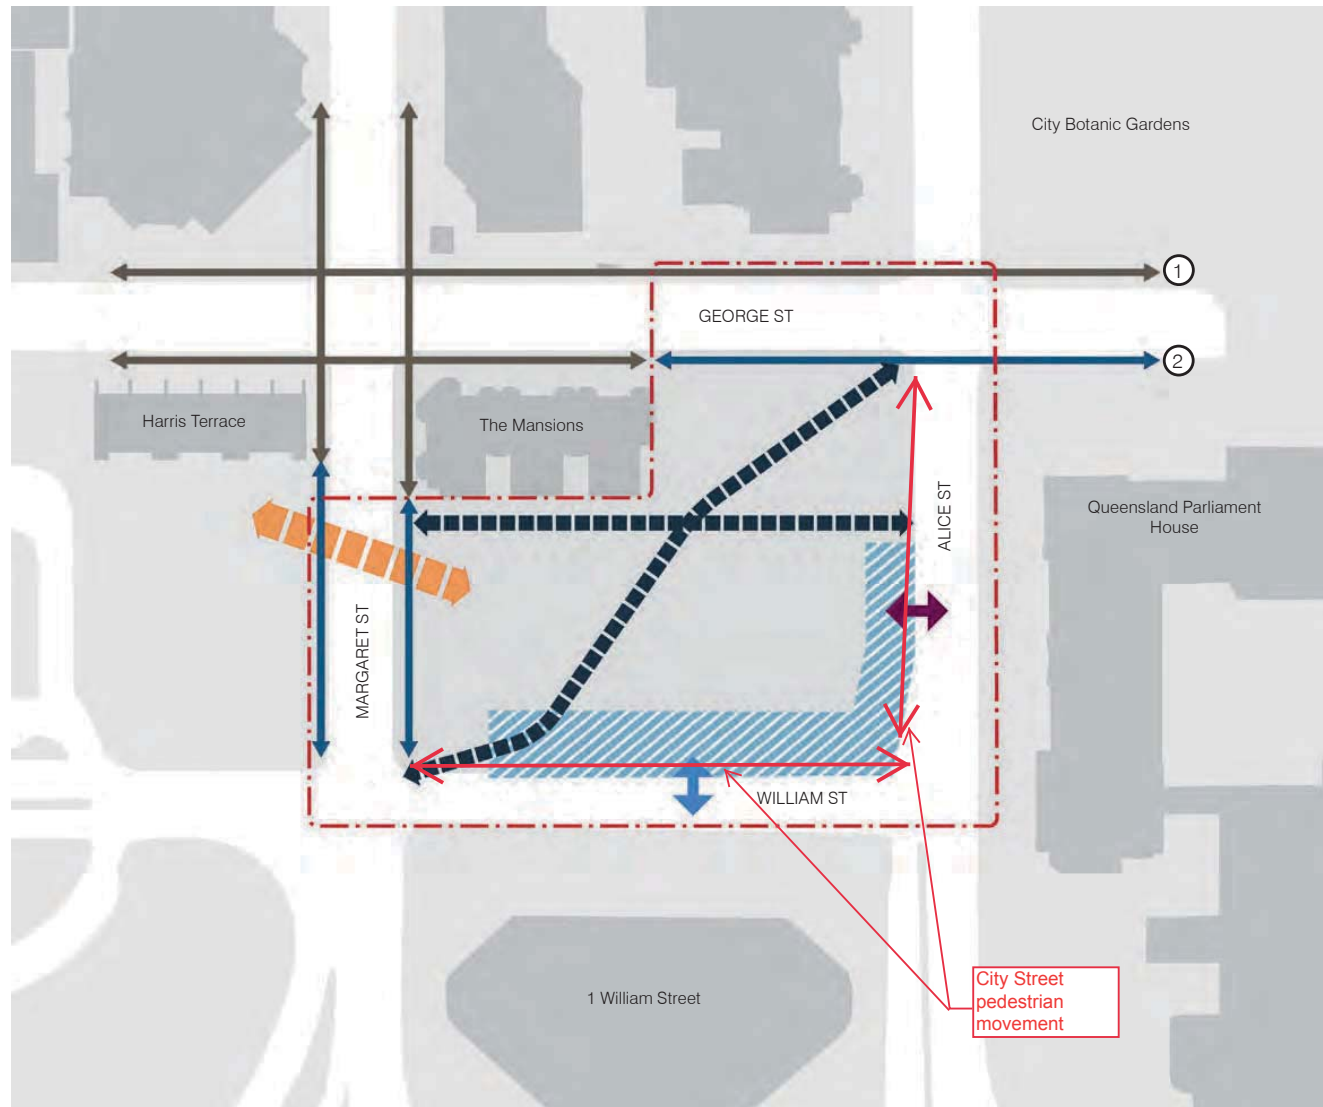 City Botanic Gardens
1
GEORGE ST
2
Harris Terrace
The Mansions
ALICE ST
Queensland Parliament
House
MARGARET ST
WILLIAM ST
City Street
pedestrian
movement
1 William Street